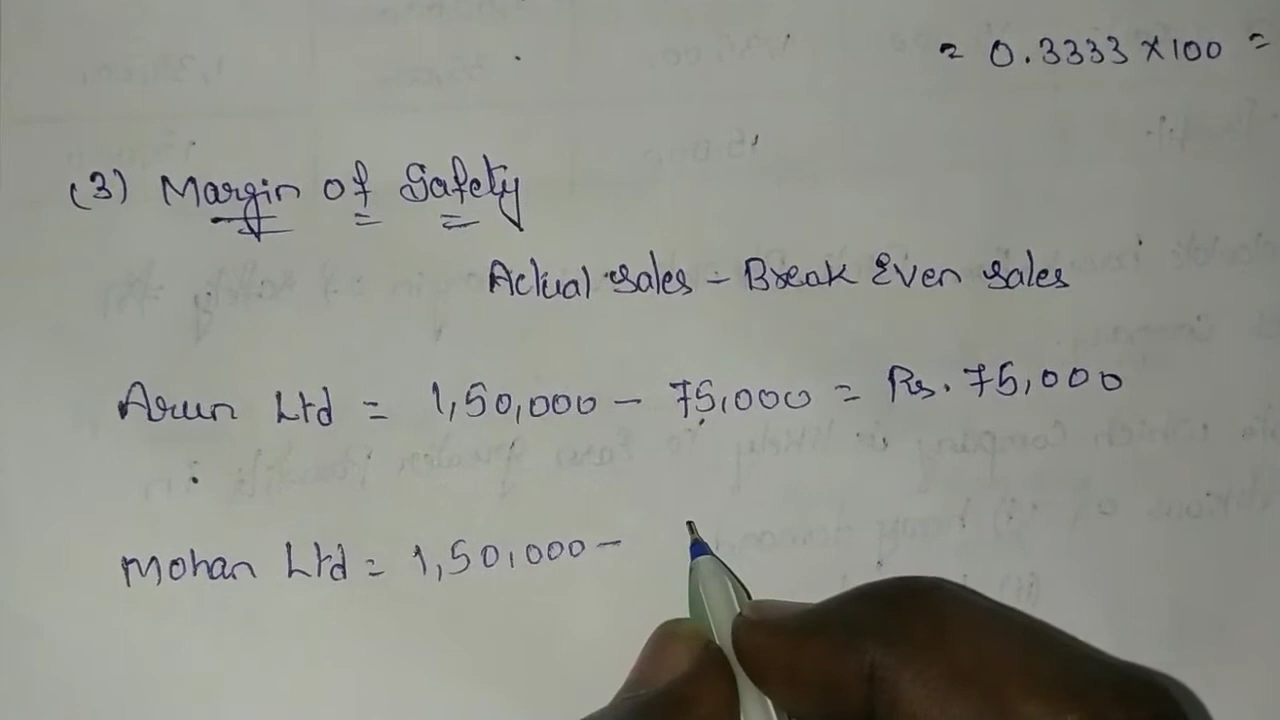 = 0.3333 × 100 =
(3) Margin of Safety
Actual Sales - Break Even Sales
Arun Ltd = 1,50,000 - 75,000 = Rs. 75,000
Mohan Ltd = 1,50,000 -